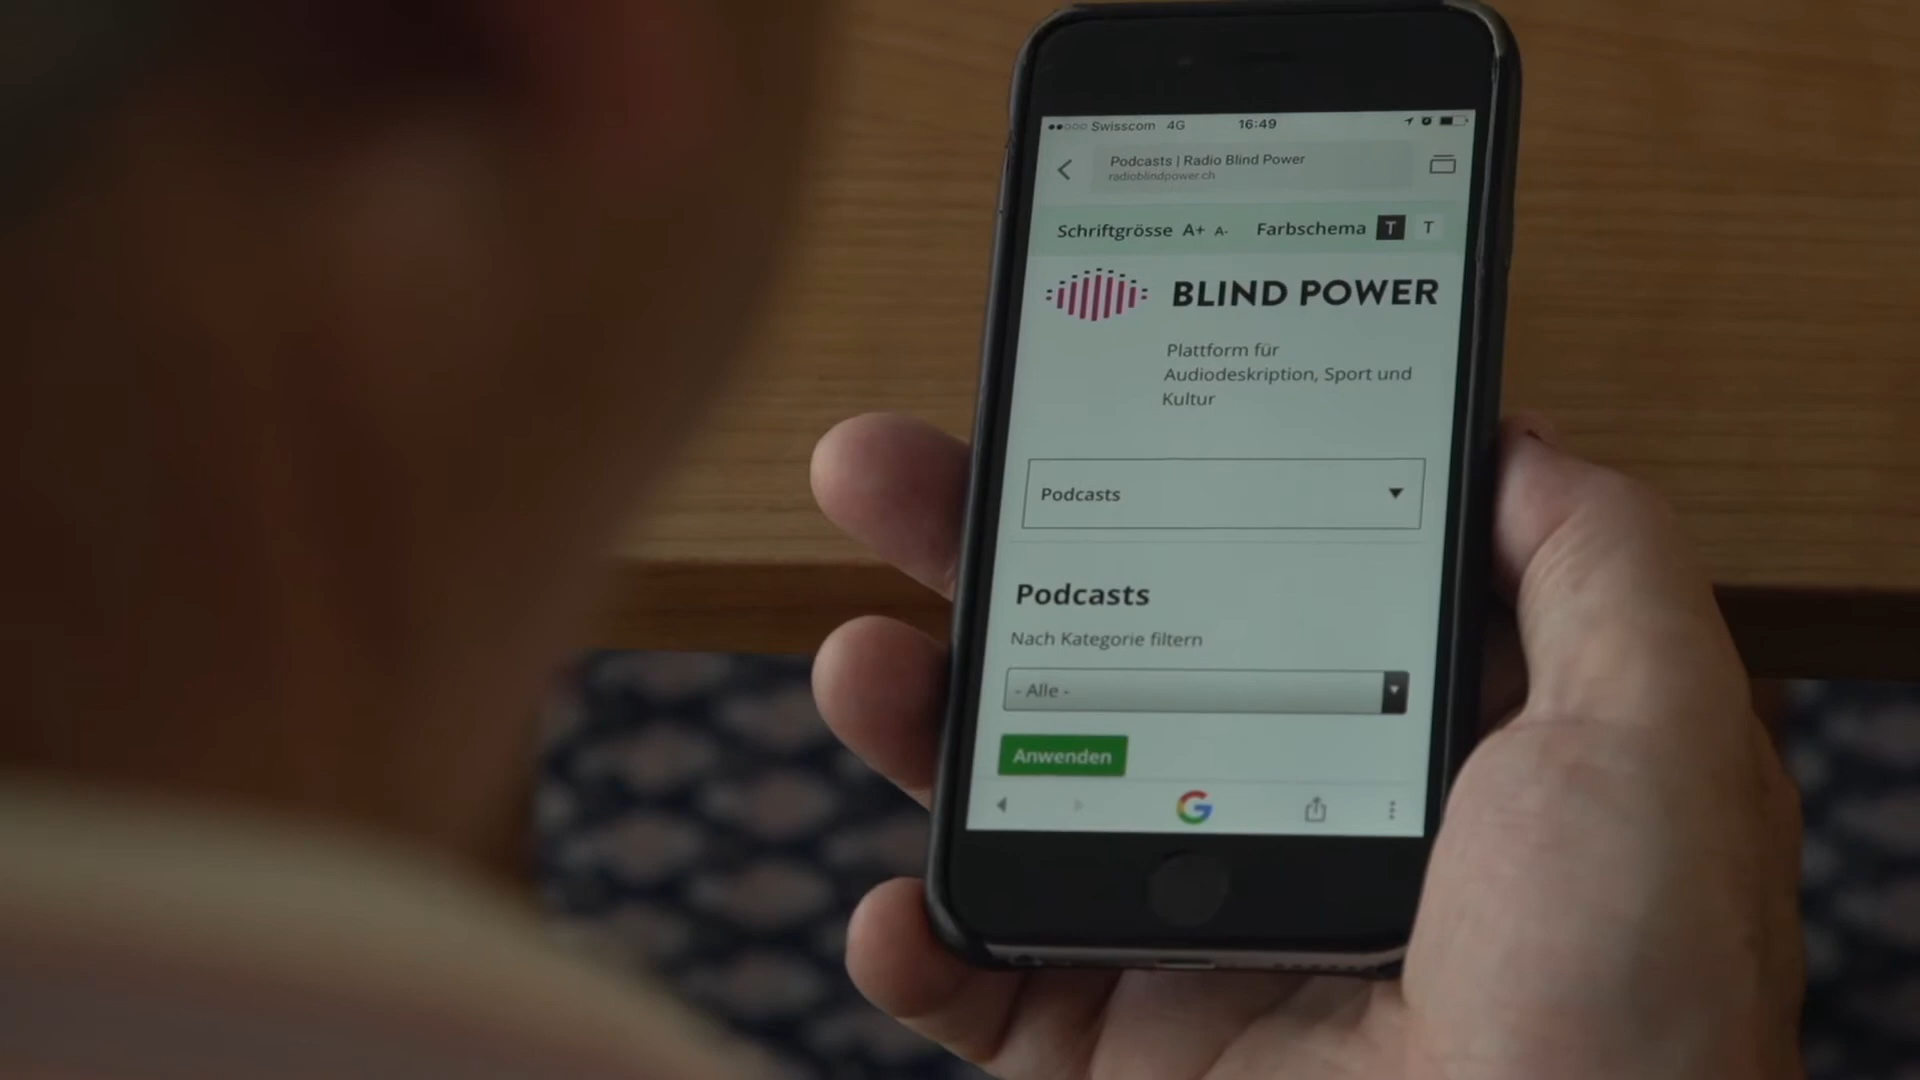 Swisscom 4G 16:49
Podcasts | Radio Blind Power
radioblindpower.ch
Schriftgrösse A+ A- Farbschema T T
BLIND POWER
Plattform für
Audiodeskription, Sport und
Kultur
Podcasts
Podcasts
Nach Kategorie filtern
- Alle -
Anwenden
G